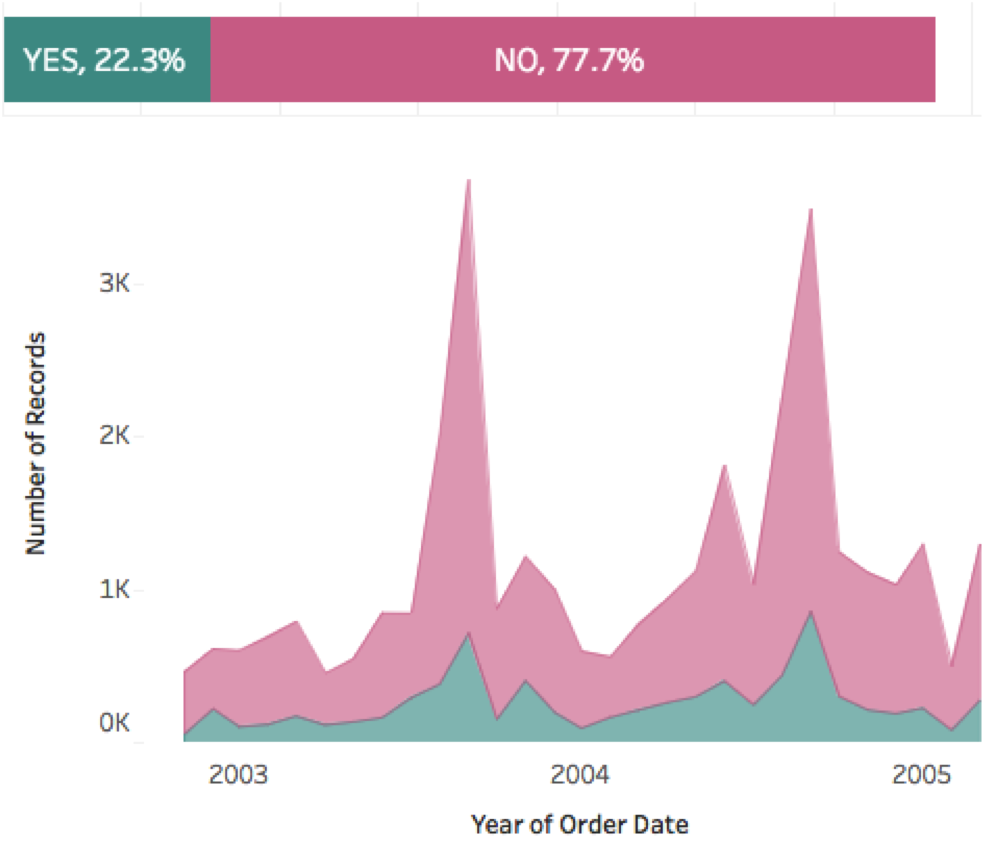 YES, 22.3%
NO, 77.7%
3K
2K
1K
0K
Number of Records
2003
2004
2005
Year of Order Date